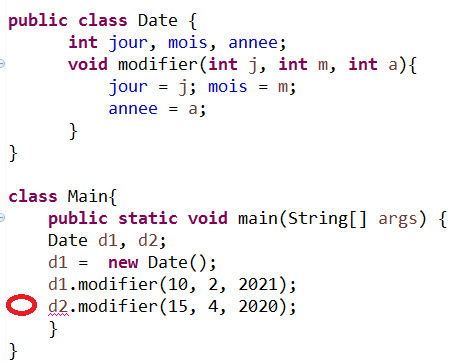 public class Date {
int jour, mois, annee;
void modifier(int j, int m, int a){
jour = j; mois = m;
annee = a;
}
}
class Main{
public static void main(String[] args) {
Date d1, d2;
d1 =  new Date();
d1.modifier(10, 2, 2021);
d2.modifier(15, 4, 2020);
}
}